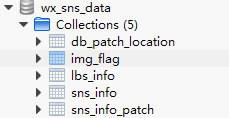 wx_sns_data
Collections (5)
db_patch_location
img_flag
lbs_info
sns_info
sns_info_patch